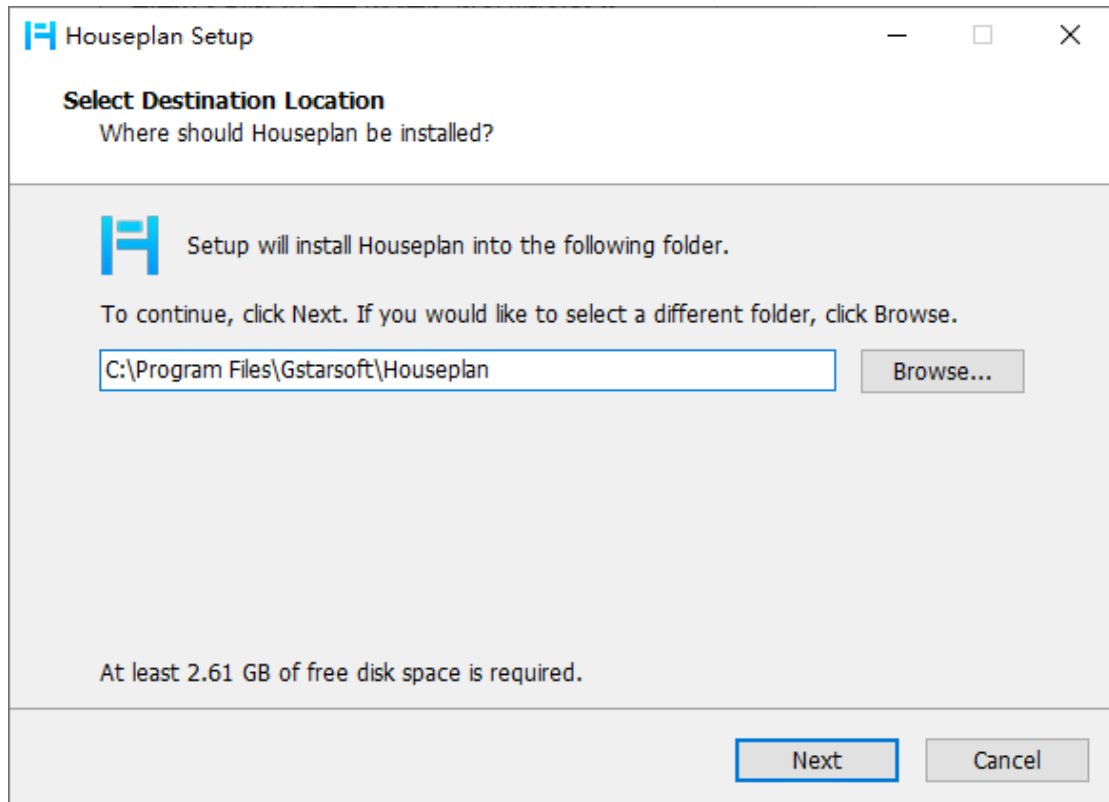 Houseplan Setup
Select Destination Location
Where should Houseplan be installed?
Setup will install Houseplan into the following folder.
To continue, click Next. If you would like to select a different folder, click Browse.
C:\Program Files\Gstarsoft\Houseplan
Browse...
At least 2.61 GB of free disk space is required.
Next
Cancel